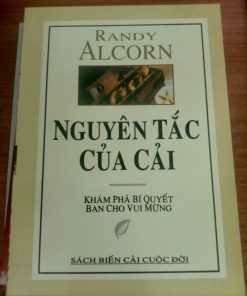 RANDY
ALCORN
NGUYÊN TẮC
CỦA CẢI
KHÁM PHÁ BÍ QUYẾT
BAN CHO VUI MỪNG
SÁCH BIẾN CẢI CUỘC ĐỜI